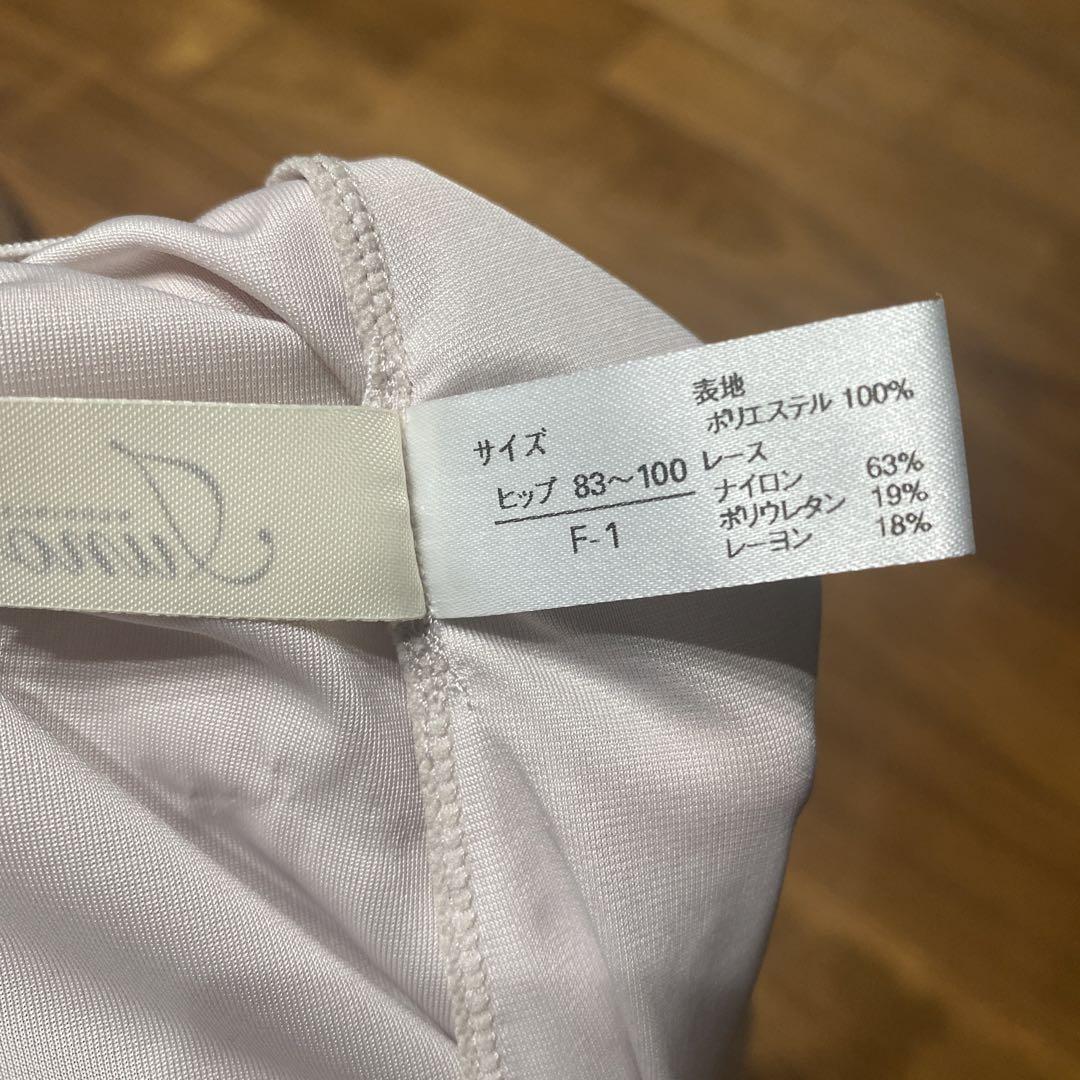 サイズ
ヒップ 83〜100
F-1
表地
ポリエステル 100%
レース
ナイロン 63%
ポリウレタン 19%
レーヨン 18%